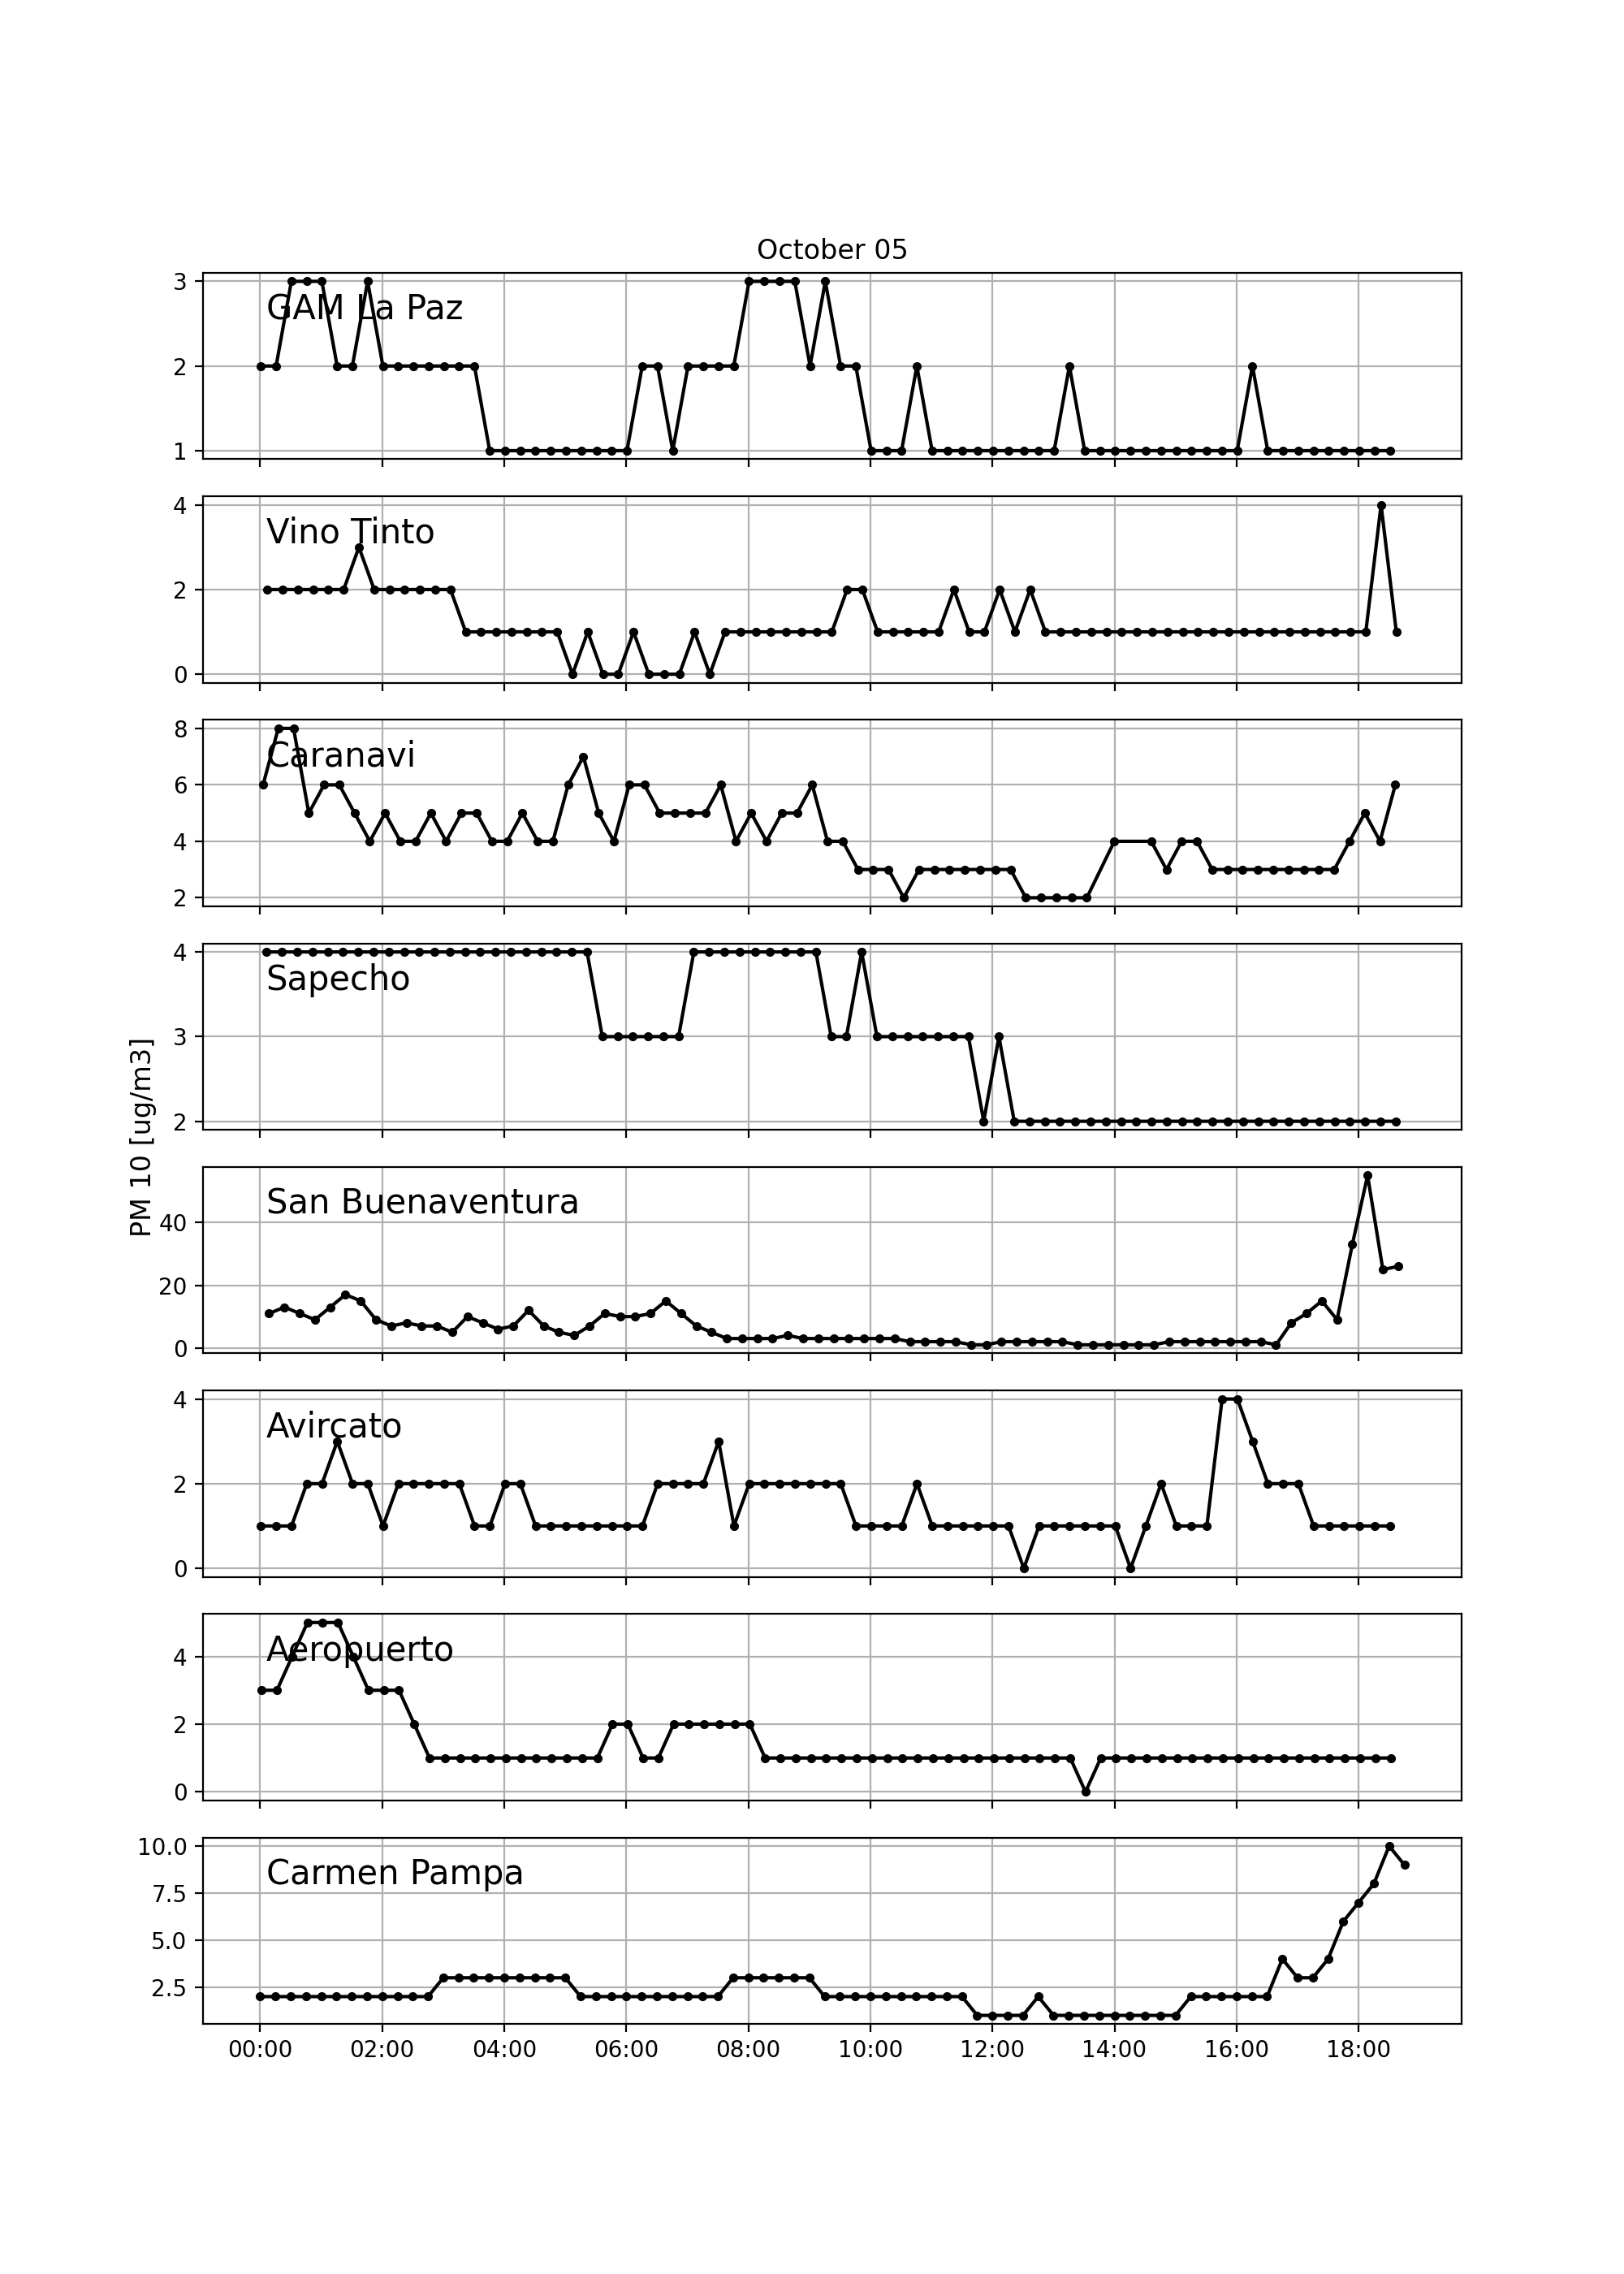 October 05
3
GAM La Paz
2
1
4
Vino Tinto
2
0
8
Caranavi
6
4
2
4
Sapecho
3
2
PM 10 [ug/m3]
San Buenaventura
40
20
0
4
Avircato
2
0
Aeropuerto
4
2
0
10.0
Carmen Pampa
7.5
5.0
2.5
00:00 02:00 04:00 06:00 08:00 10:00 12:00 14:00 16:00 18:00